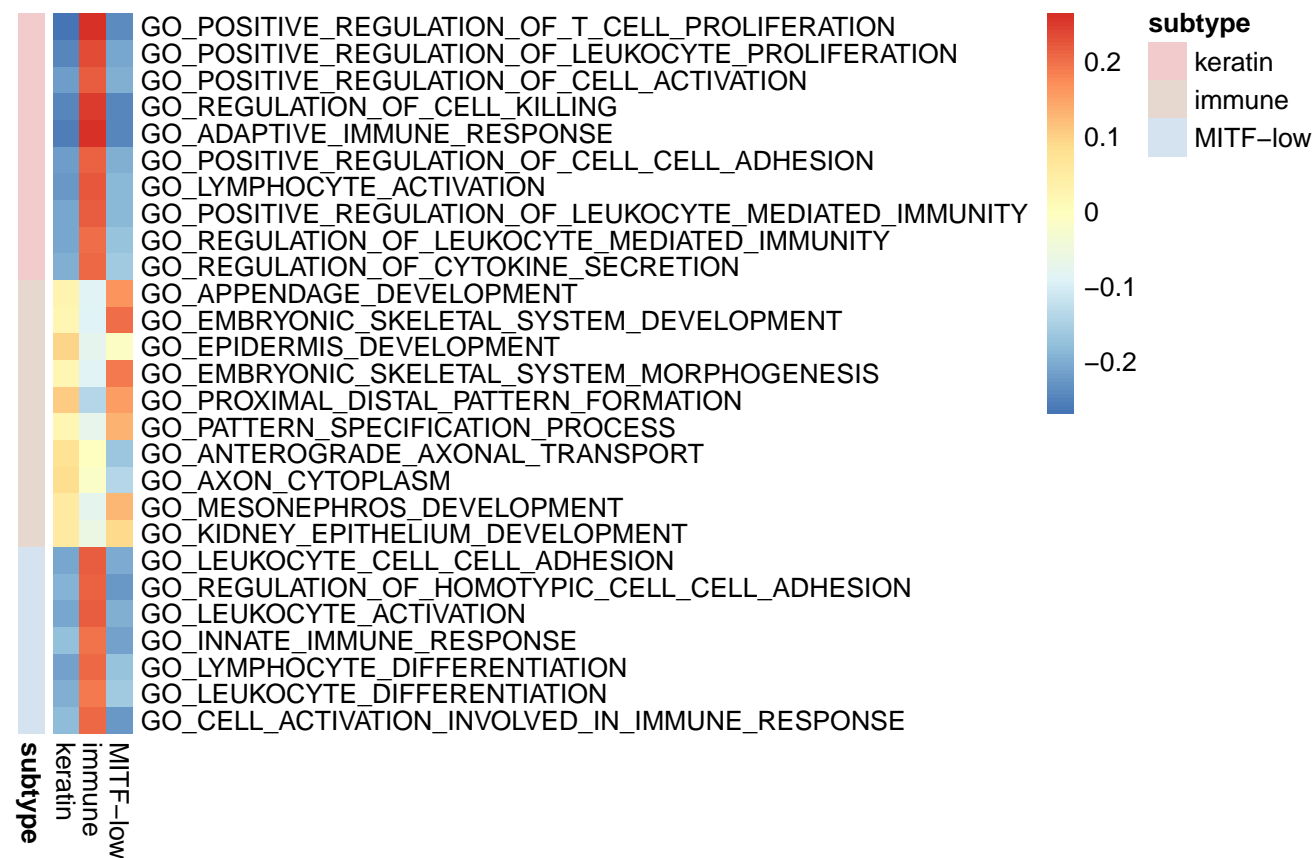 GO_POSITIVE_REGULATION_OF_T_CELL_PROLIFERATION
GO_POSITIVE_REGULATION_OF_LEUKOCYTE_PROLIFERATION
GO_POSITIVE_REGULATION_OF_CELL_ACTIVATION
GO_REGULATION_OF_CELL_KILLING
GO_ADAPTIVE_IMMUNE_RESPONSE
GO_POSITIVE_REGULATION_OF_CELL_CELL_ADHESION
GO_LYMPHOCYTE_ACTIVATION
GO_POSITIVE_REGULATION_OF_LEUKOCYTE_MEDIATED_IMMUNITY
GO_REGULATION_OF_LEUKOCYTE_MEDIATED_IMMUNITY
GO_REGULATION_OF_CYTOKINE_SECRETION
GO_APPENDAGE_DEVELOPMENT
GO_EMBRYONIC_SKELETAL_SYSTEM_DEVELOPMENT
GO_EPIDERMIS_DEVELOPMENT
GO_EMBRYONIC_SKELETAL_SYSTEM_MORPHOGENESIS
GO_PROXIMAL_DISTAL_PATTERN_FORMATION
GO_PATTERN_SPECIFICATION_PROCESS
GO_ANTEROGRADE_AXONAL_TRANSPORT
GO_AXON_CYTOPLASM
GO_MESONEPHROS_DEVELOPMENT
GO_KIDNEY_EPITHELIUM_DEVELOPMENT
GO_LEUKOCYTE_CELL_CELL_ADHESION
GO_REGULATION_OF_HOMOTYPIC_CELL_CELL_ADHESION
GO_LEUKOCYTE_ACTIVATION
GO_INNATE_IMMUNE_RESPONSE
GO_LYMPHOCYTE_DIFFERENTIATION
GO_LEUKOCYTE_DIFFERENTIATION
GO_CELL_ACTIVATION_INVOLVED_IN_IMMUNE_RESPONSE
subtype
keratin
immune
MITF−low
0.2
0.1
0
−0.1
−0.2
subtype
keratin
immune
MITF−low